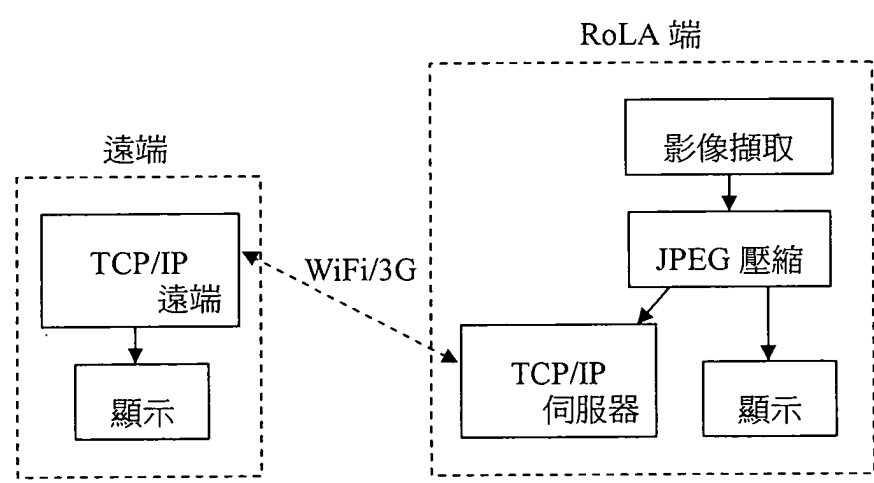 RoLA 端
影像擷取
JPEG 壓縮
TCP/IP
伺服器
顯示
WiFi/3G
遠端
TCP/IP
遠端
顯示